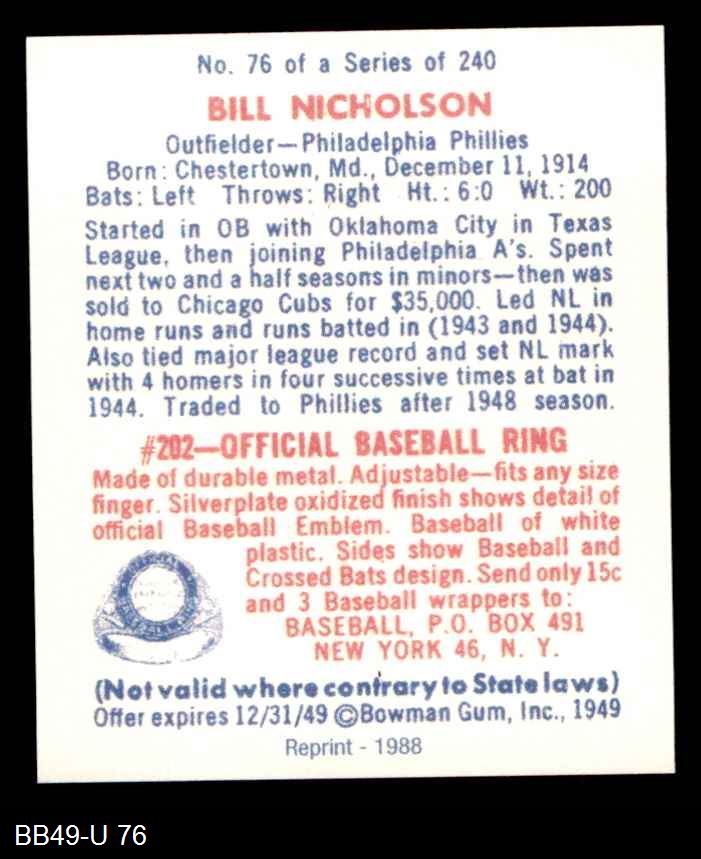 No. 76 of a Series of 240
BILL NICHOLSON
Outfielder—Philadelphia Phillies
Born: Chestertown, Md., December 11, 1914
Bats: Left Throws: Right Ht.: 6:0 Wt.: 200
Started in OB with Oklahoma City in Texas
League, then joining Philadelphia A's. Spent
next two and a half seasons in minors—then was
sold to Chicago Cubs for $35,000. Led NL in
home runs and runs batted in (1943 and 1944).
Also tied major league record and set NL mark
with 4 homers in four successive times at bat in
1944. Traded to Phillies after 1948 season.
#202—OFFICIAL BASEBALL RING
Made of durable metal. Adjustable—fits any size
finger. Silverplate oxidized finish shows detail of
official Baseball Emblem. Baseball of white
plastic. Sides show Baseball and
Crossed Bats design. Send only 15c
and 3 Baseball wrappers to:
BASEBALL, P.O. BOX 491
NEW YORK 46, N. Y.
(Not valid where contrary to State laws)
Offer expires 12/31/49 ©Bowman Gum, Inc., 1949
Reprint - 1988
BB49-U 76